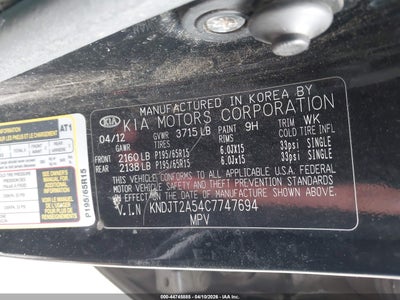 MANUFACTURED IN KOREA BY
KIA
KIA MOTORS CORPORATION
04/12
GVWR 3715 LB
PAINT 9H
TRIM WK
GAWR TIRES RIMS COLD TIRE INFL
FRONT 2160 LB P195/65R15 6.0JX15 33psi SINGLE
REAR 2138 LB P195/65R15 6.0JX15 33psi SINGLE
THIS VEHICLE CONFORMS TO ALL APPLICABLE U.S.A. FEDERAL
MOTOR VEHICLE SAFETY AND THEFT PREVENTION STANDARDS IN
EFFECT ON THE DATE OF MANUFACTURE SHOWN ABOVE.
V.I.N KNDJT2A54C7747694
MPV
AT1
P195/65R15
ID: 000-44745885 - 04/10/2026 - IAA